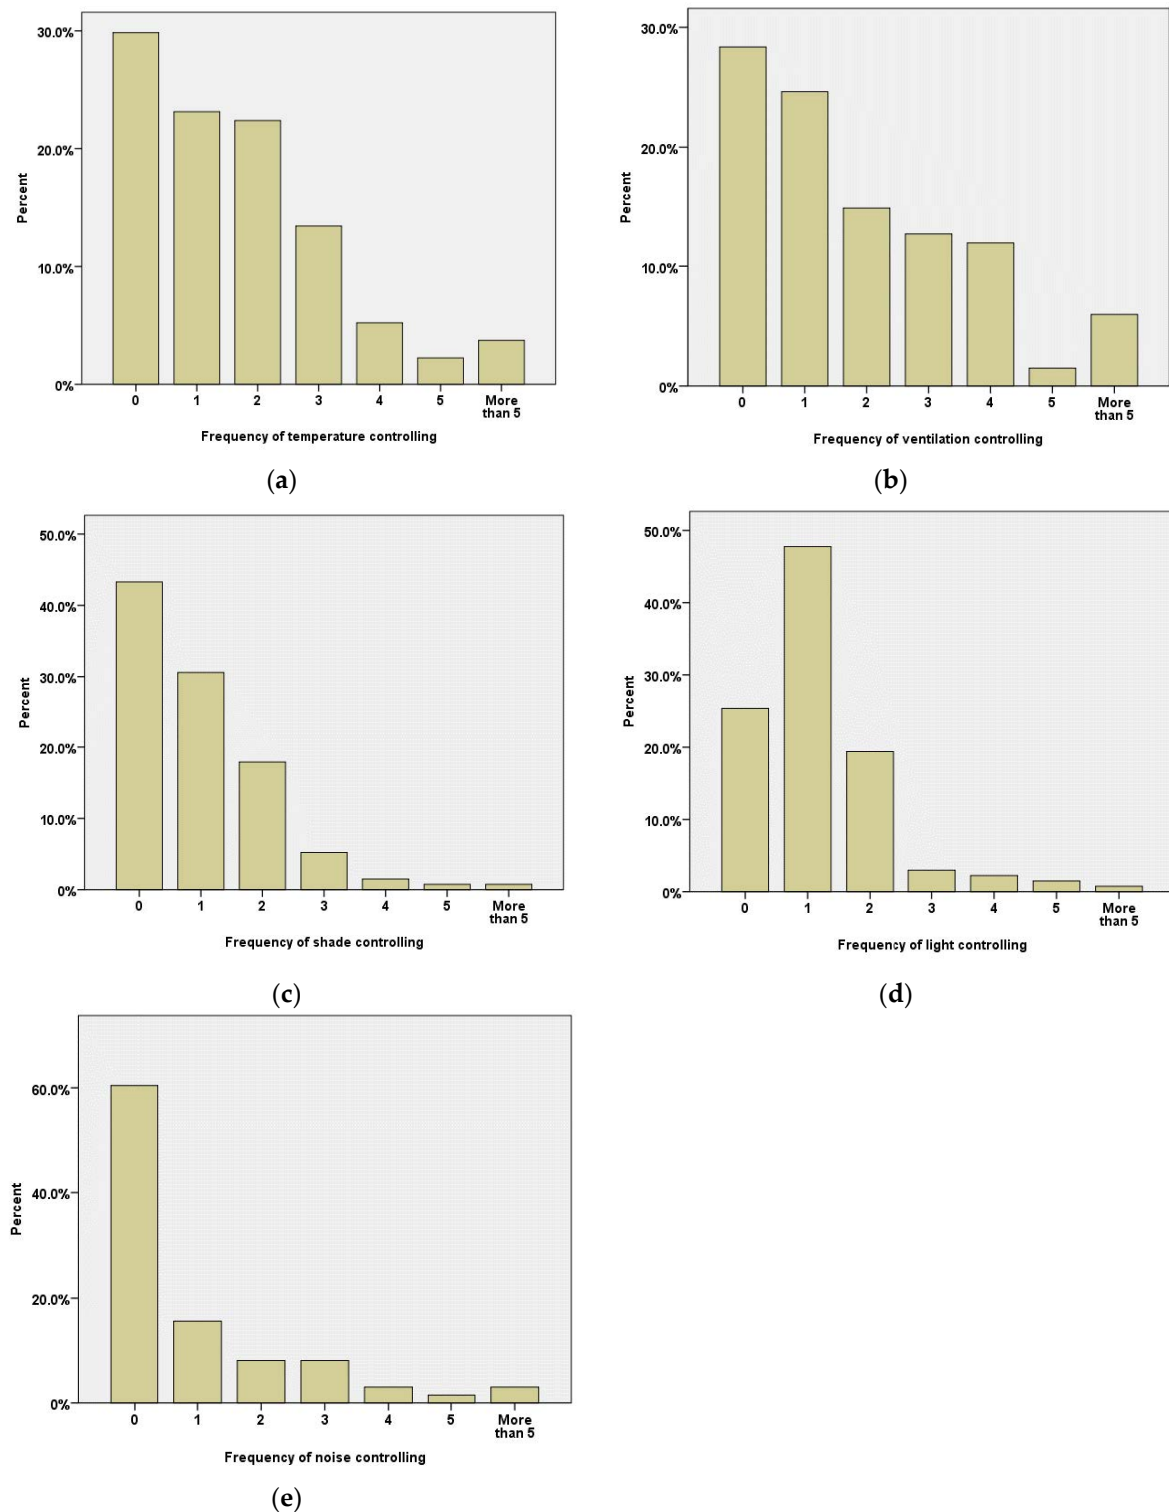 30.0%
20.0%
10.0%
0%
Percent
0 1 2 3 4 5 More
than 5
Frequency of temperature controlling
(a)
30.0%
20.0%
10.0%
0%
Percent
0 1 2 3 4 5 More
than 5
Frequency of ventilation controlling
(b)
50.0%
40.0%
30.0%
20.0%
10.0%
0%
Percent
0 1 2 3 4 5 More
than 5
Frequency of shade controlling
(c)
50.0%
40.0%
30.0%
20.0%
10.0%
0%
Percent
0 1 2 3 4 5 More
than 5
Frequency of light controlling
(d)
60.0%
40.0%
20.0%
0%
Percent
0 1 2 3 4 5 More
than 5
Frequency of noise controlling
(e)